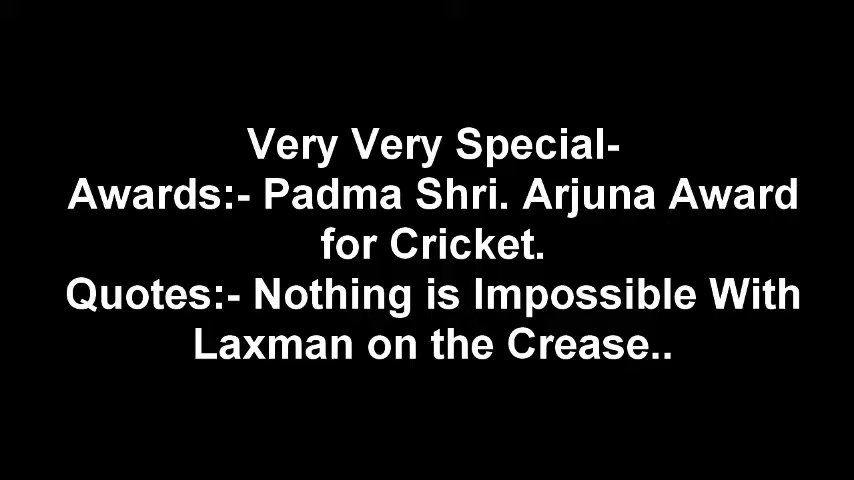 Very Very Special-
Awards:- Padma Shri. Arjuna Award
for Cricket.
Quotes:- Nothing is Impossible With
Laxman on the Crease..